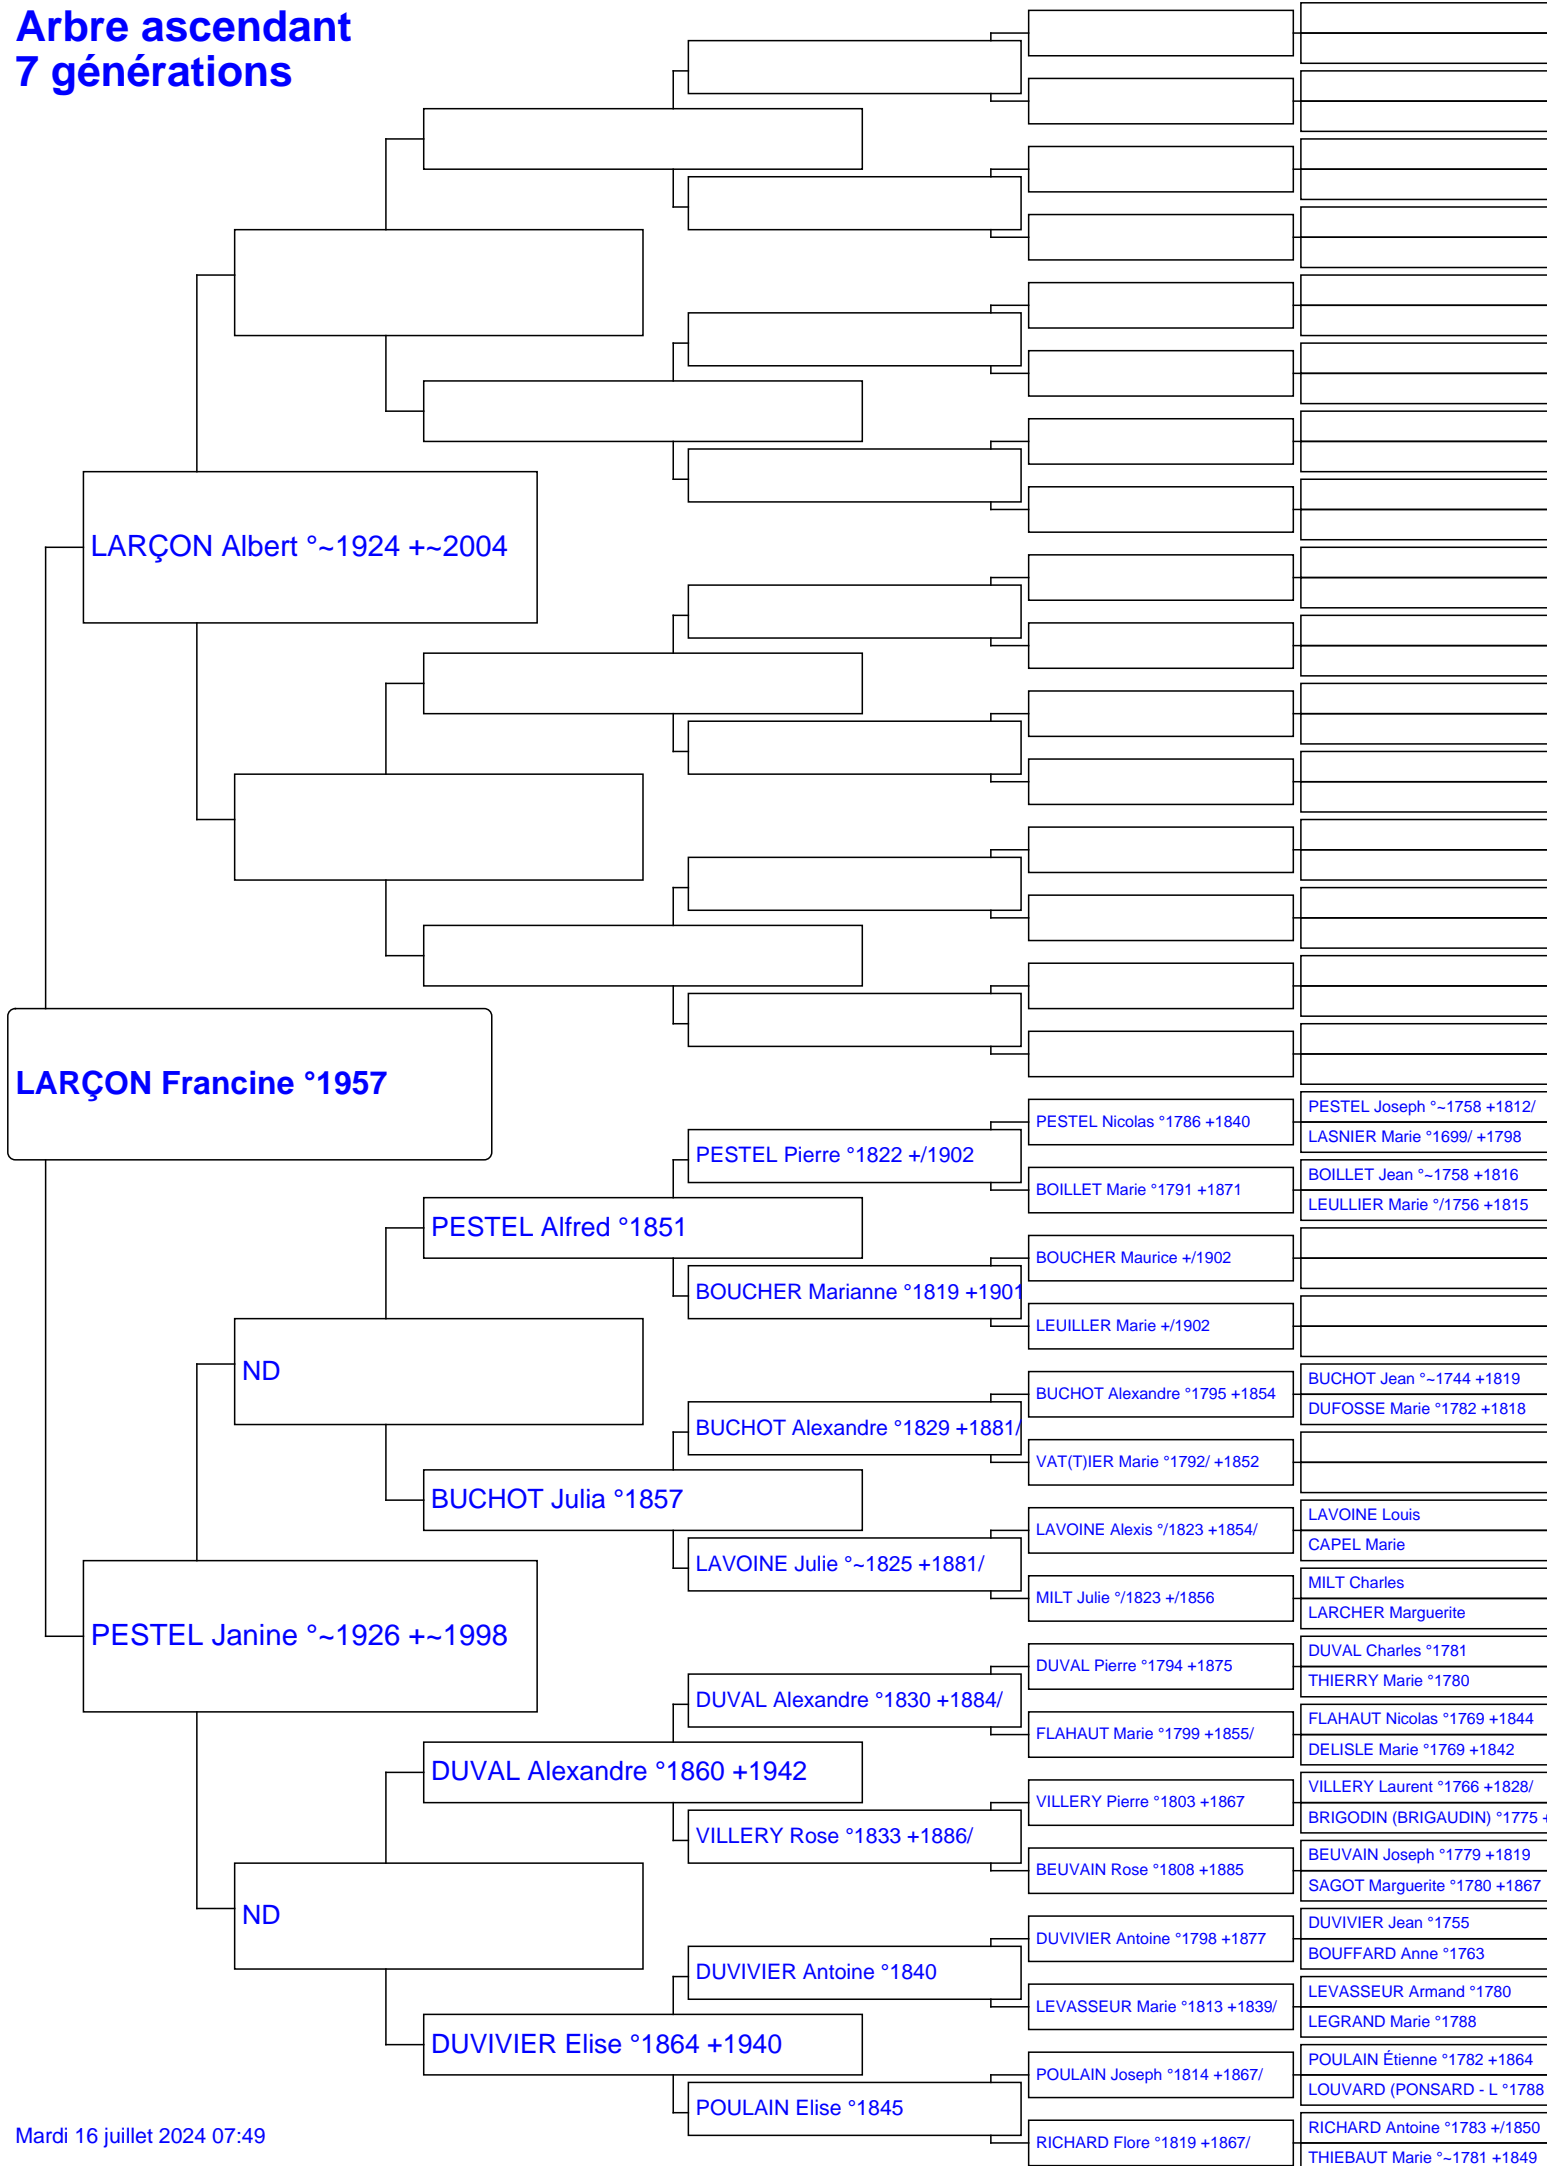 Arbre ascendant
7 générations
LARÇON Albert °~1924 +~2004
LARÇON Francine °1957
PESTEL Joseph °~1758 +1812/
PESTEL Nicolas °1786 +1840
LASNIER Marie °1699/ +1798
PESTEL Pierre °1822 +/1902
BOILLET Jean °~1758 +1816
BOILLET Marie °1791 +1871
LEULLIER Marie °/1756 +1815
PESTEL Alfred °1851
BOUCHER Maurice +/1902
BOUCHER Marianne °1819 +1901
LEUILLER Marie +/1902
ND
BUCHOT Jean °~1744 +1819
BUCHOT Alexandre °1795 +1854
DUFOSSE Marie °1782 +1818
BUCHOT Alexandre °1829 +1881/
VAT(T)IER Marie °1792/ +1852
BUCHOT Julia °1857
LAVOINE Louis
LAVOINE Alexis °/1823 +1854/
CAPEL Marie
LAVOINE Julie °~1825 +1881/
MILT Charles
MILT Julie °/1823 +/1856
LARCHER Marguerite
PESTEL Janine °~1926 +~1998
DUVAL Charles °1781
DUVAL Pierre °1794 +1875
THIERRY Marie °1780
DUVAL Alexandre °1830 +1884/
FLAHAUT Nicolas °1769 +1844
FLAHAUT Marie °1799 +1855/
DELISLE Marie °1769 +1842
DUVAL Alexandre °1860 +1942
VILLERY Laurent °1766 +1828/
VILLERY Pierre °1803 +1867
BRIGODIN (BRIGAUDIN) °1775 +
VILLERY Rose °1833 +1886/
BEUVAIN Joseph °1779 +1819
BEUVAIN Rose °1808 +1885
SAGOT Marguerite °1780 +1867
ND
DUVIVIER Jean °1755
DUVIVIER Antoine °1798 +1877
BOUFFARD Anne °1763
DUVIVIER Antoine °1840
LEVASSEUR Armand °1780
LEVASSEUR Marie °1813 +1839/
LEGRAND Marie °1788
DUVIVIER Elise °1864 +1940
POULAIN Étienne °1782 +1864
POULAIN Joseph °1814 +1867/
LOUVARD (PONSARD - L °1788
POULAIN Elise °1845
RICHARD Antoine °1783 +/1850
RICHARD Flore °1819 +1867/
THIEBAUT Marie °~1781 +1849
Mardi 16 juillet 2024 07:49